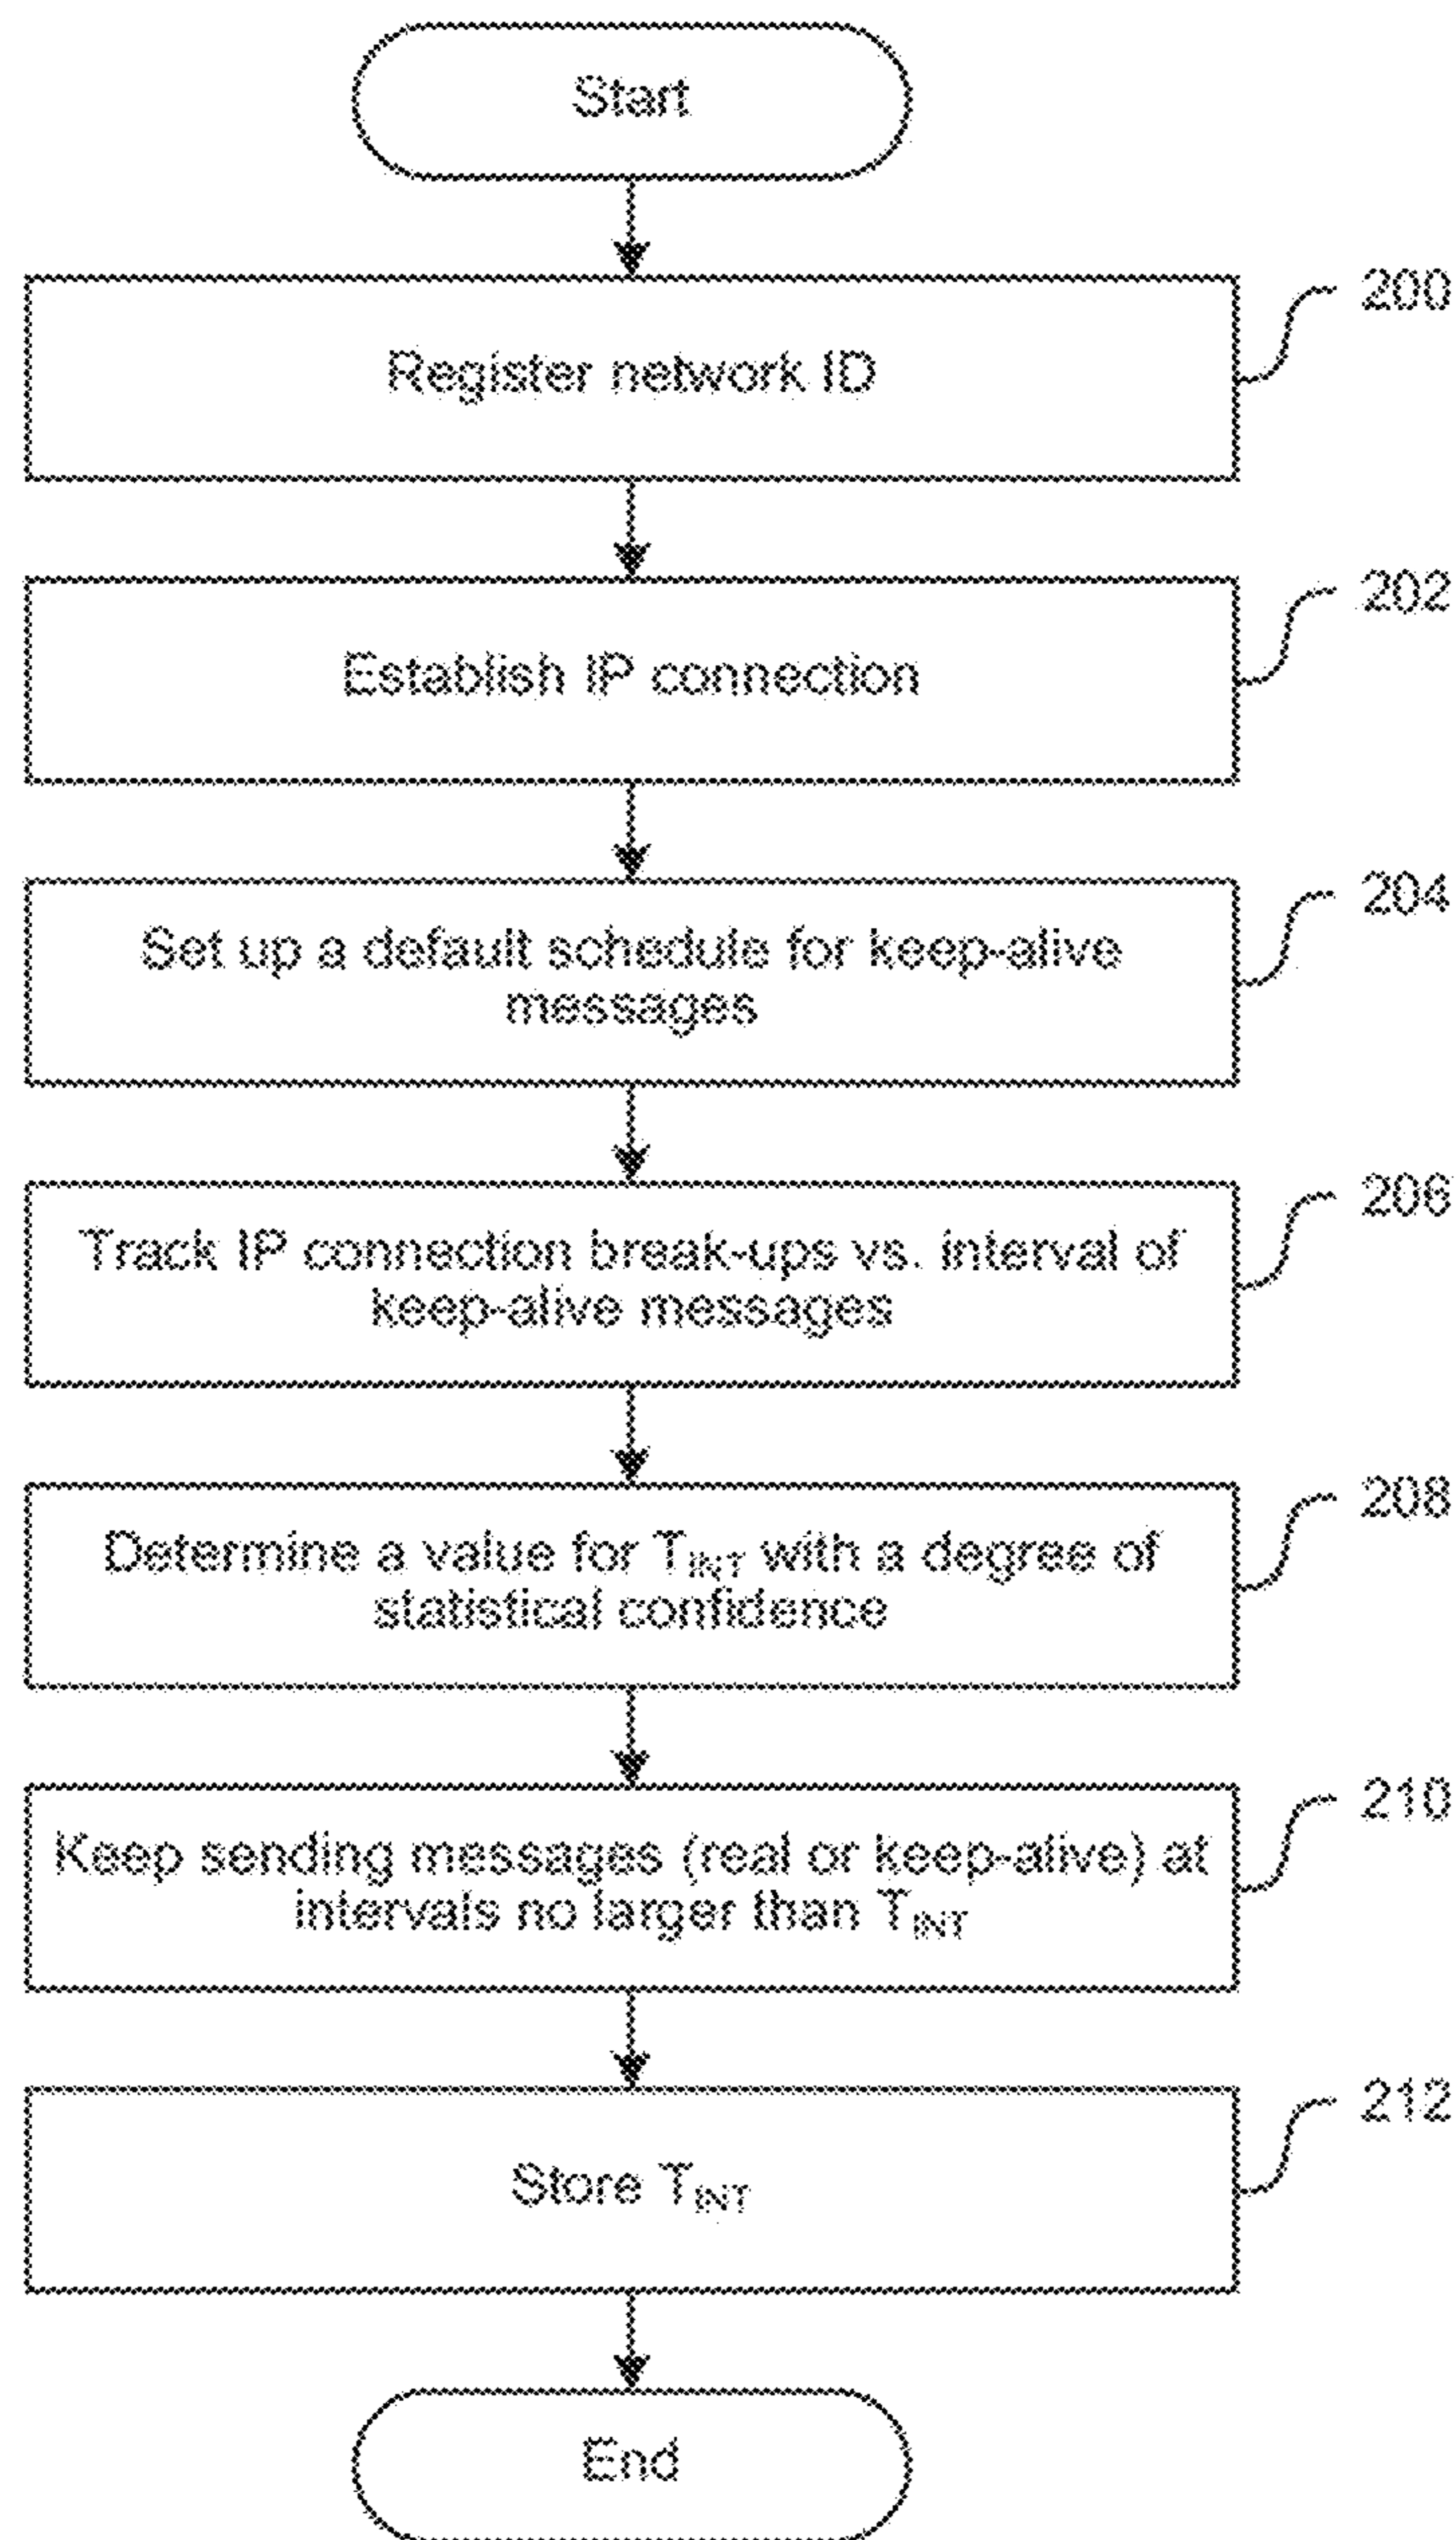 Start
200
Register network ID
202
Establish IP connection
204
Set up a default schedule for keep-alive
messages
206
Track IP connection break-ups vs. interval of
keep-alive messages
208
Determine a value for TINT with a degree of
statistical confidence
210
Keep sending messages (real or keep-alive) at
intervals no larger than TINT
212
Store TINT
End